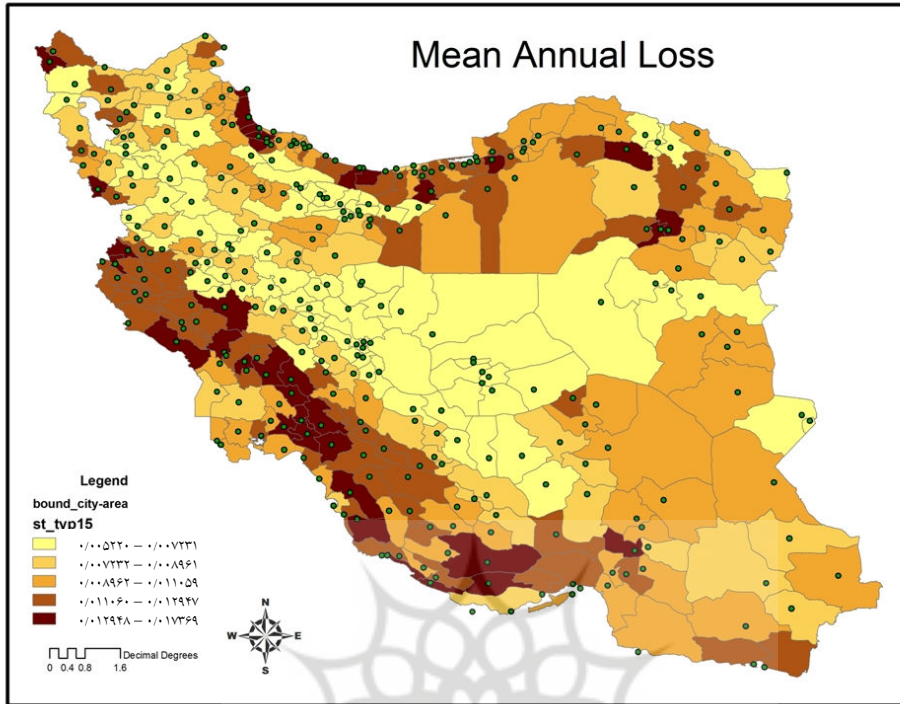 Mean Annual Loss
Legend
bound_city-area
st_typ15
۰/۰۰۵۲۲۰ – ۰/۰۰۷۲۳۱
۰/۰۰۷۲۳۲ – ۰/۰۰۸۹۶۱
۰/۰۰۸۹۶۲ – ۰/۰۱۱۰۵۹
۰/۰۱۱۰۶۰ – ۰/۰۱۲۹۴۷
۰/۰۱۲۹۴۸ – ۰/۰۱۷۳۶۹
N
W E
S
0 0.4 0.8 1.6 Decimal Degrees